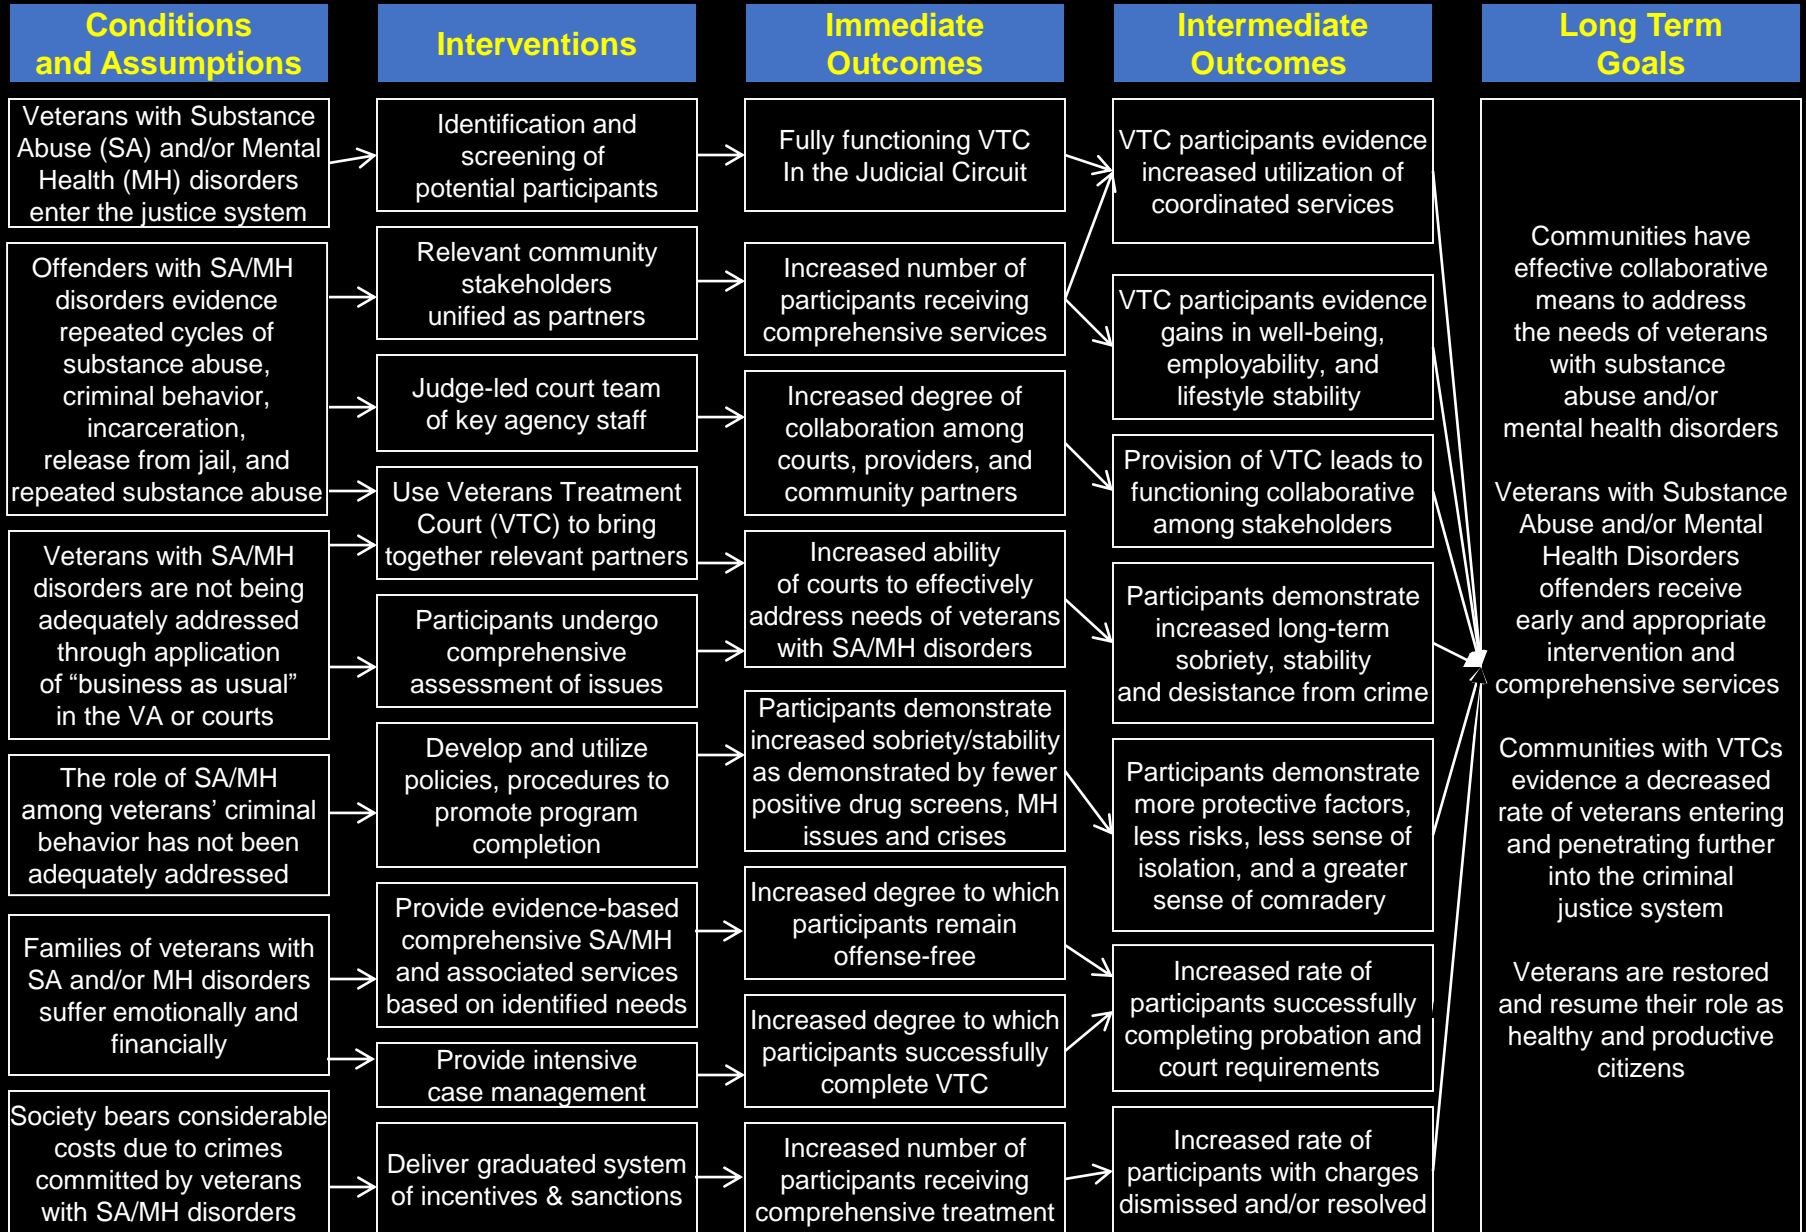 Conditions
and Assumptions
Interventions
Immediate
Outcomes
Intermediate
Outcomes
Long Term
Goals
Veterans with Substance
Abuse (SA) and/or Mental
Health (MH) disorders
enter the justice system
Offenders with SA/MH
disorders evidence
repeated cycles of
substance abuse,
criminal behavior,
incarceration,
release from jail, and
repeated substance abuse
Veterans with SA/MH
disorders are not being
adequately addressed
through application
of “business as usual”
in the VA or courts
The role of SA/MH
among veterans’ criminal
behavior has not been
adequately addressed
Families of veterans with
SA and/or MH disorders
suffer emotionally and
financially
Society bears considerable
costs due to crimes
committed by veterans
with SA/MH disorders
Identification and
screening of
potential participants
Relevant community
stakeholders
unified as partners
Judge-led court team
of key agency staff
Use Veterans Treatment
Court (VTC) to bring
together relevant partners
Participants undergo
comprehensive
assessment of issues
Develop and utilize
policies, procedures to
promote program
completion
Provide evidence-based
comprehensive SA/MH
and associated services
based on identified needs
Provide intensive
case management
Deliver graduated system
of incentives & sanctions
Fully functioning VTC
In the Judicial Circuit
Increased number of
participants receiving
comprehensive services
Increased degree of
collaboration among
courts, providers, and
community partners
Increased ability
of courts to effectively
address needs of veterans
with SA/MH disorders
Participants demonstrate
increased sobriety/stability
as demonstrated by fewer
positive drug screens, MH
issues and crises
Increased degree to which
participants remain
offense-free
Increased degree to which
participants successfully
complete VTC
Increased number of
participants receiving
comprehensive treatment
VTC participants evidence
increased utilization of
coordinated services
VTC participants evidence
gains in well-being,
employability, and
lifestyle stability
Provision of VTC leads to
functioning collaborative
among stakeholders
Participants demonstrate
increased long-term
sobriety, stability
and desistance from crime
Participants demonstrate
more protective factors,
less risks, less sense of
isolation, and a greater
sense of comradery
Increased rate of
participants successfully
completing probation and
court requirements
Increased rate of
participants with charges
dismissed and/or resolved
Communities have
effective collaborative
means to address
the needs of veterans
with substance
abuse and/or
mental health disorders
Veterans with Substance
Abuse and/or Mental
Health Disorders
offenders receive
early and appropriate
intervention and
comprehensive services
Communities with VTCs
evidence a decreased
rate of veterans entering
and penetrating further
into the criminal
justice system
Veterans are restored
and resume their role as
healthy and productive
citizens